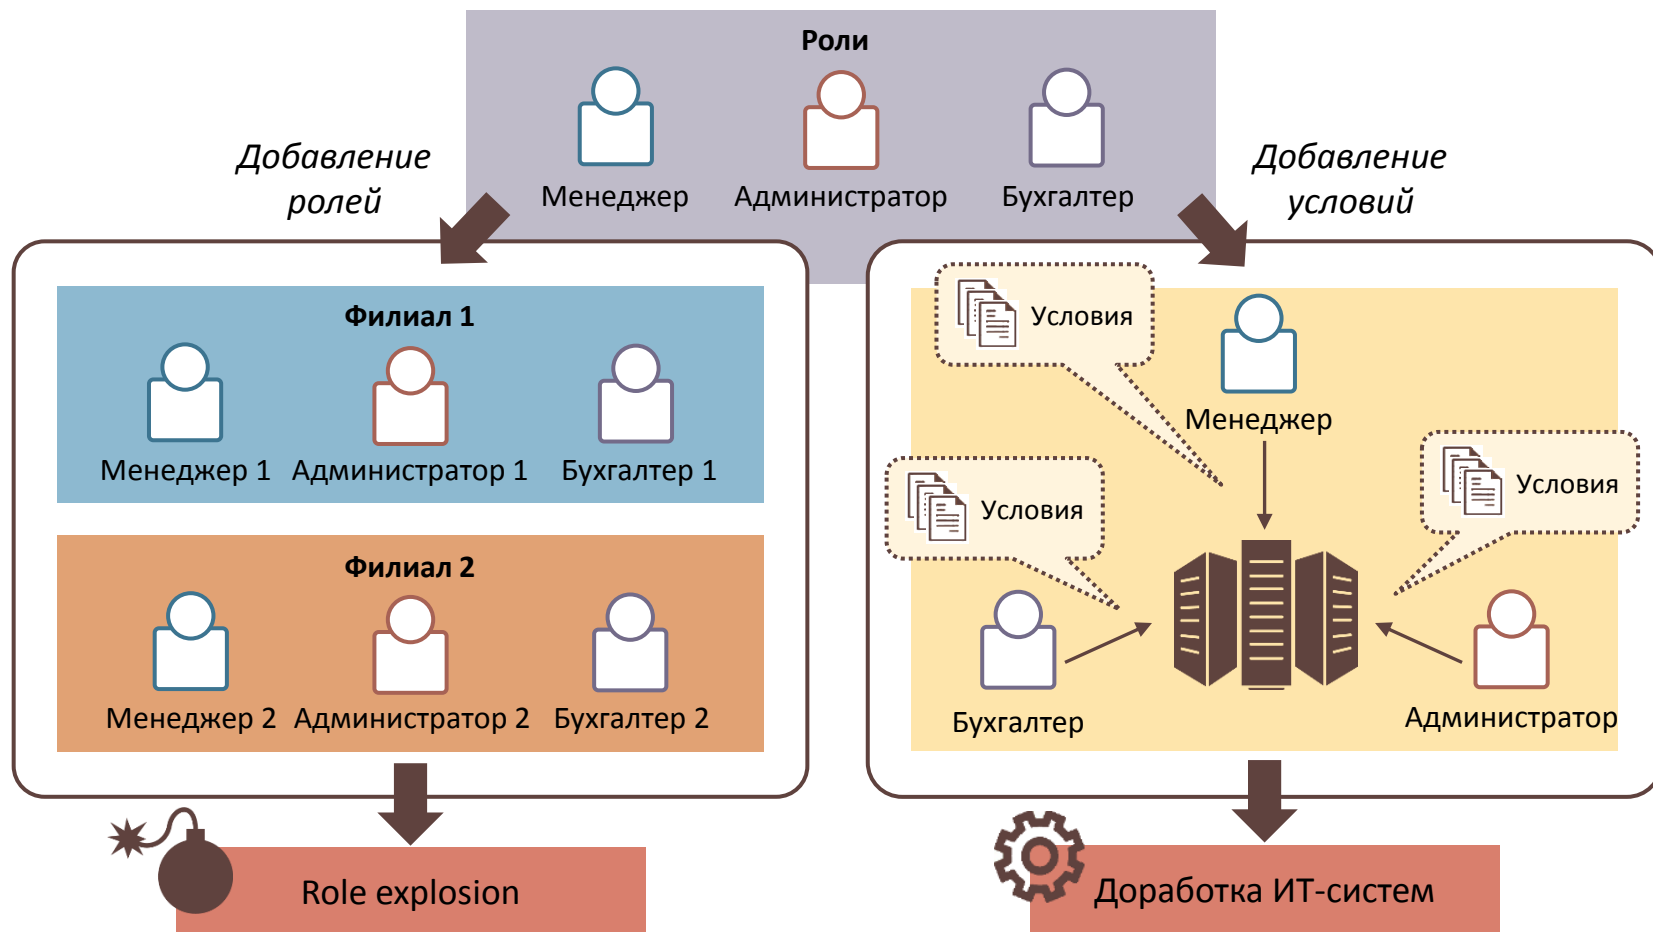 Роли
Менеджер
Администратор
Бухгалтер
Добавление
ролей
Добавление
условий
Филиал 1
Менеджер 1
Администратор 1
Бухгалтер 1
Филиал 2
Менеджер 2
Администратор 2
Бухгалтер 2
Role explosion
Условия
Менеджер
Условия
Условия
Бухгалтер
Администратор
Доработка ИТ-систем